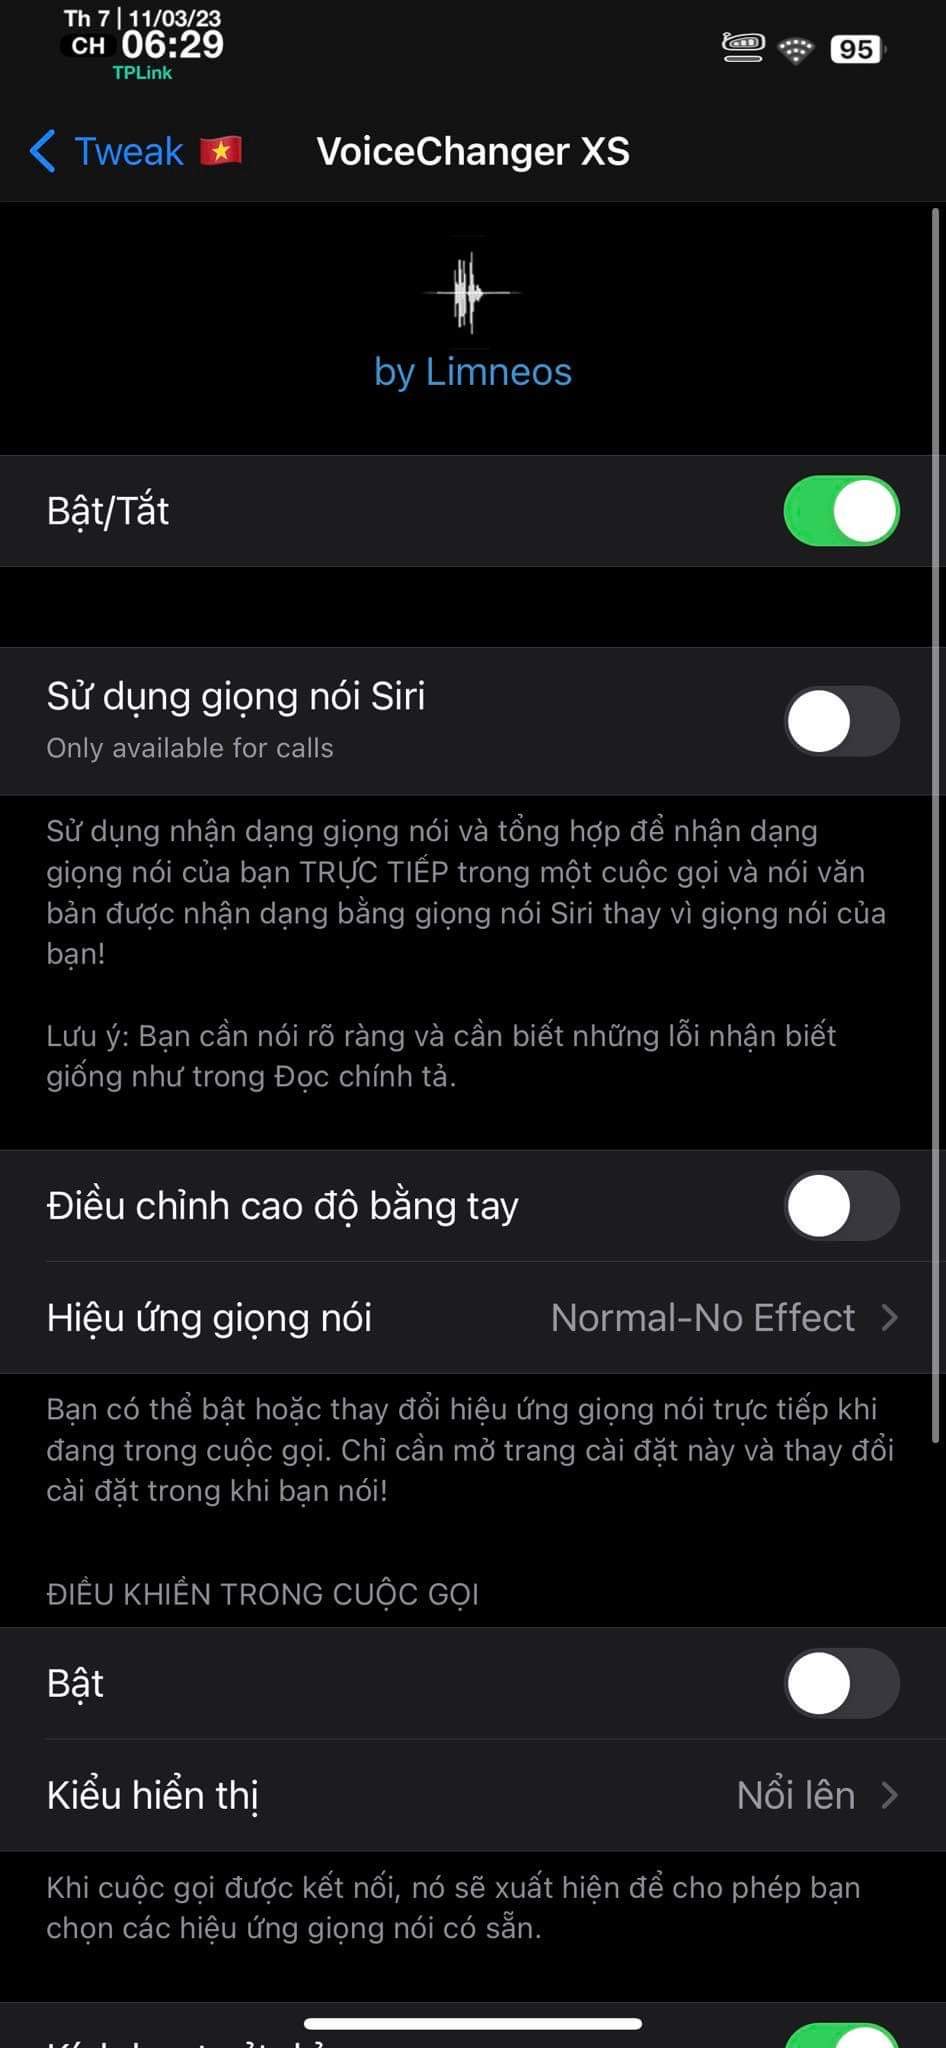 Th 7 | 11/03/23
CH 06:29
TPLink
95
Tweak 🇻🇳
VoiceChanger XS
by Limneos
Bật/Tắt
Sử dụng giọng nói Siri
Only available for calls
Sử dụng nhận dạng giọng nói và tổng hợp để nhận dạng
giọng nói của bạn TRỰC TIẾP trong một cuộc gọi và nói văn
bản được nhận dạng bằng giọng nói Siri thay vì giọng nói của
bạn!
Lưu ý: Bạn cần nói rõ ràng và cần biết những lỗi nhận biết
giống như trong Đọc chính tả.
Điều chỉnh cao độ bằng tay
Hiệu ứng giọng nói Normal-No Effect
Bạn có thể bật hoặc thay đổi hiệu ứng giọng nói trực tiếp khi
đang trong cuộc gọi. Chỉ cần mở trang cài đặt này và thay đổi
cài đặt trong khi bạn nói!
ĐIỀU KHIỂN TRONG CUỘC GỌI
Bật
Kiểu hiển thị Nổi lên
Khi cuộc gọi được kết nối, nó sẽ xuất hiện để cho phép bạn
chọn các hiệu ứng giọng nói có sẵn.